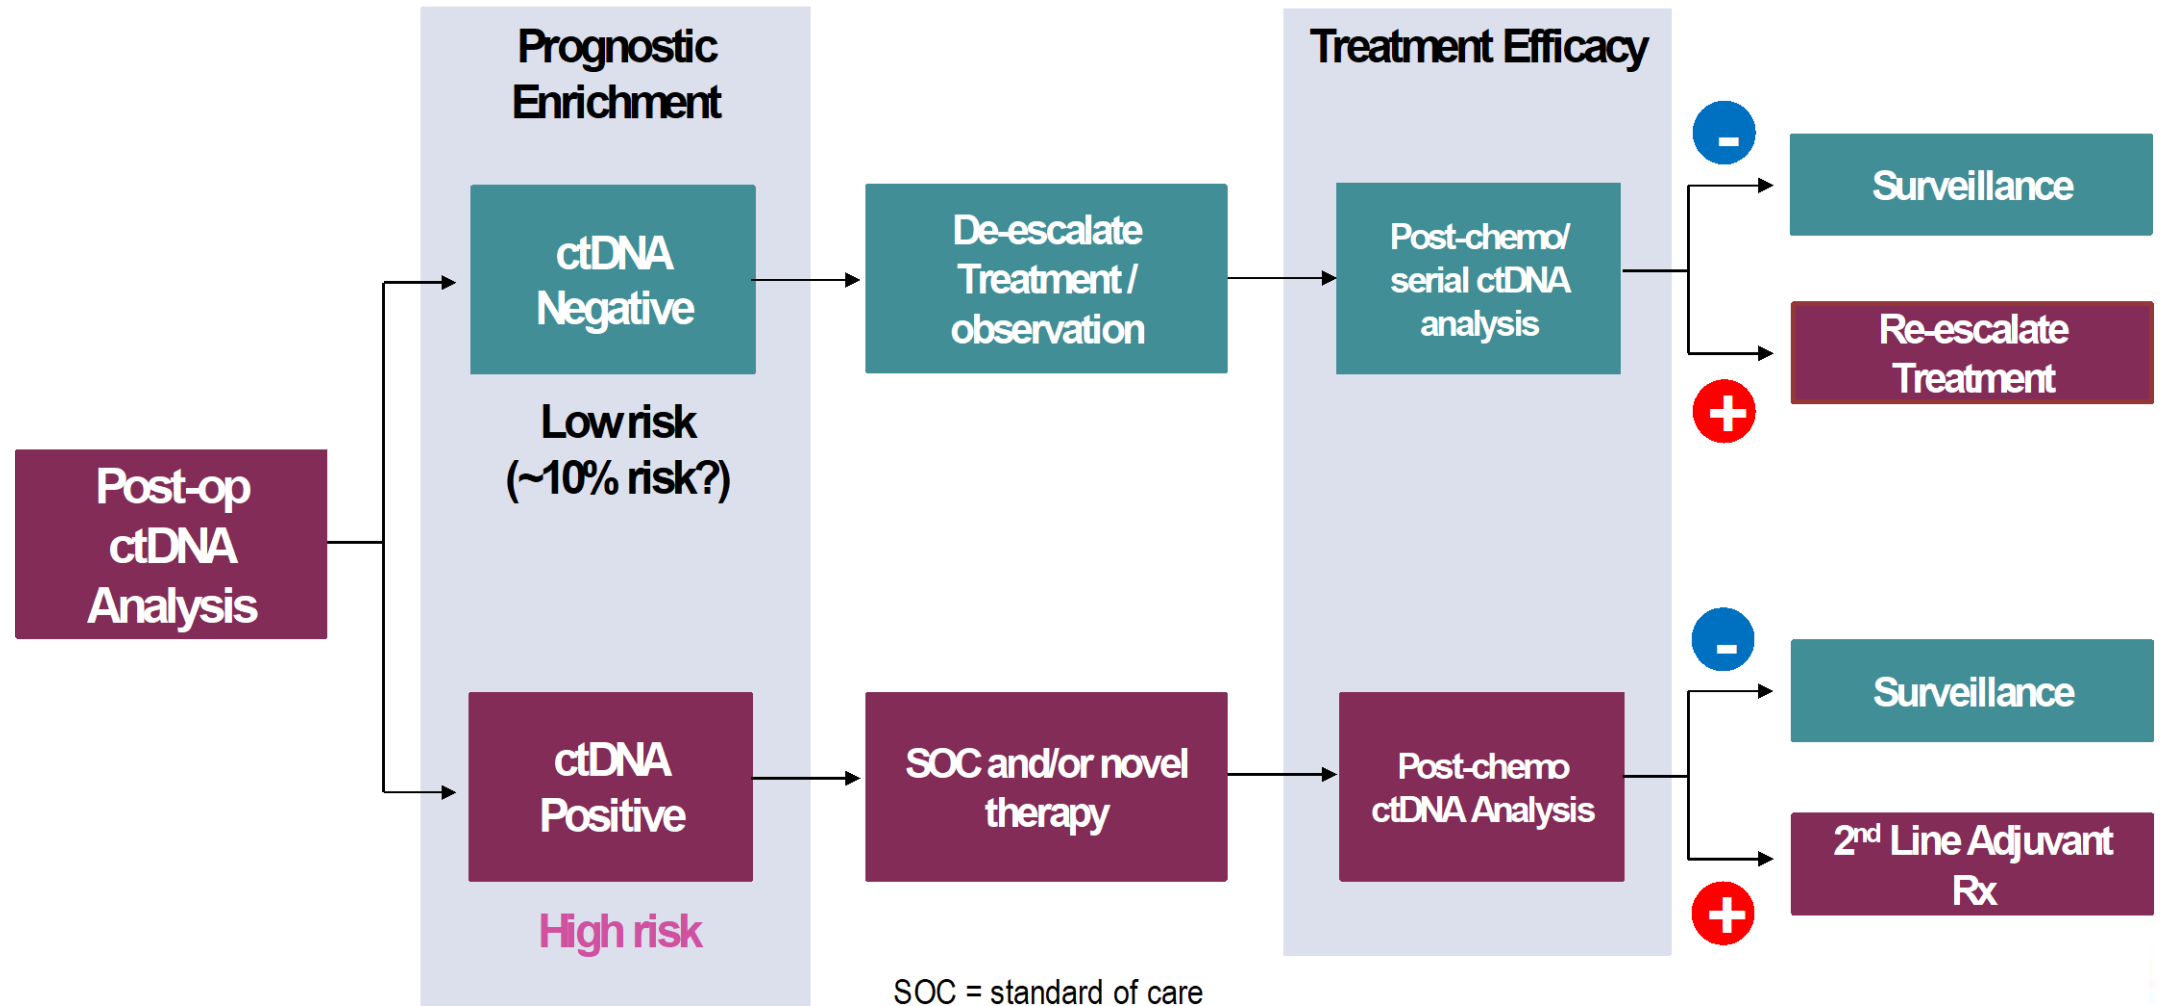 Prognostic
Enrichment
Treatment Efficacy
-
Surveillance
ctDNA
Negative
De-escalate
Treatment /
observation
Post-chemo/
serial ctDNA
analysis
Re-escalate
Treatment
+
Low risk
(~10% risk?)
Post-op
ctDNA
Analysis
-
Surveillance
ctDNA
Positive
SOC and/or novel
therapy
Post-chemo
ctDNA Analysis
2nd Line Adjuvant
Rx
+
High risk
SOC = standard of care